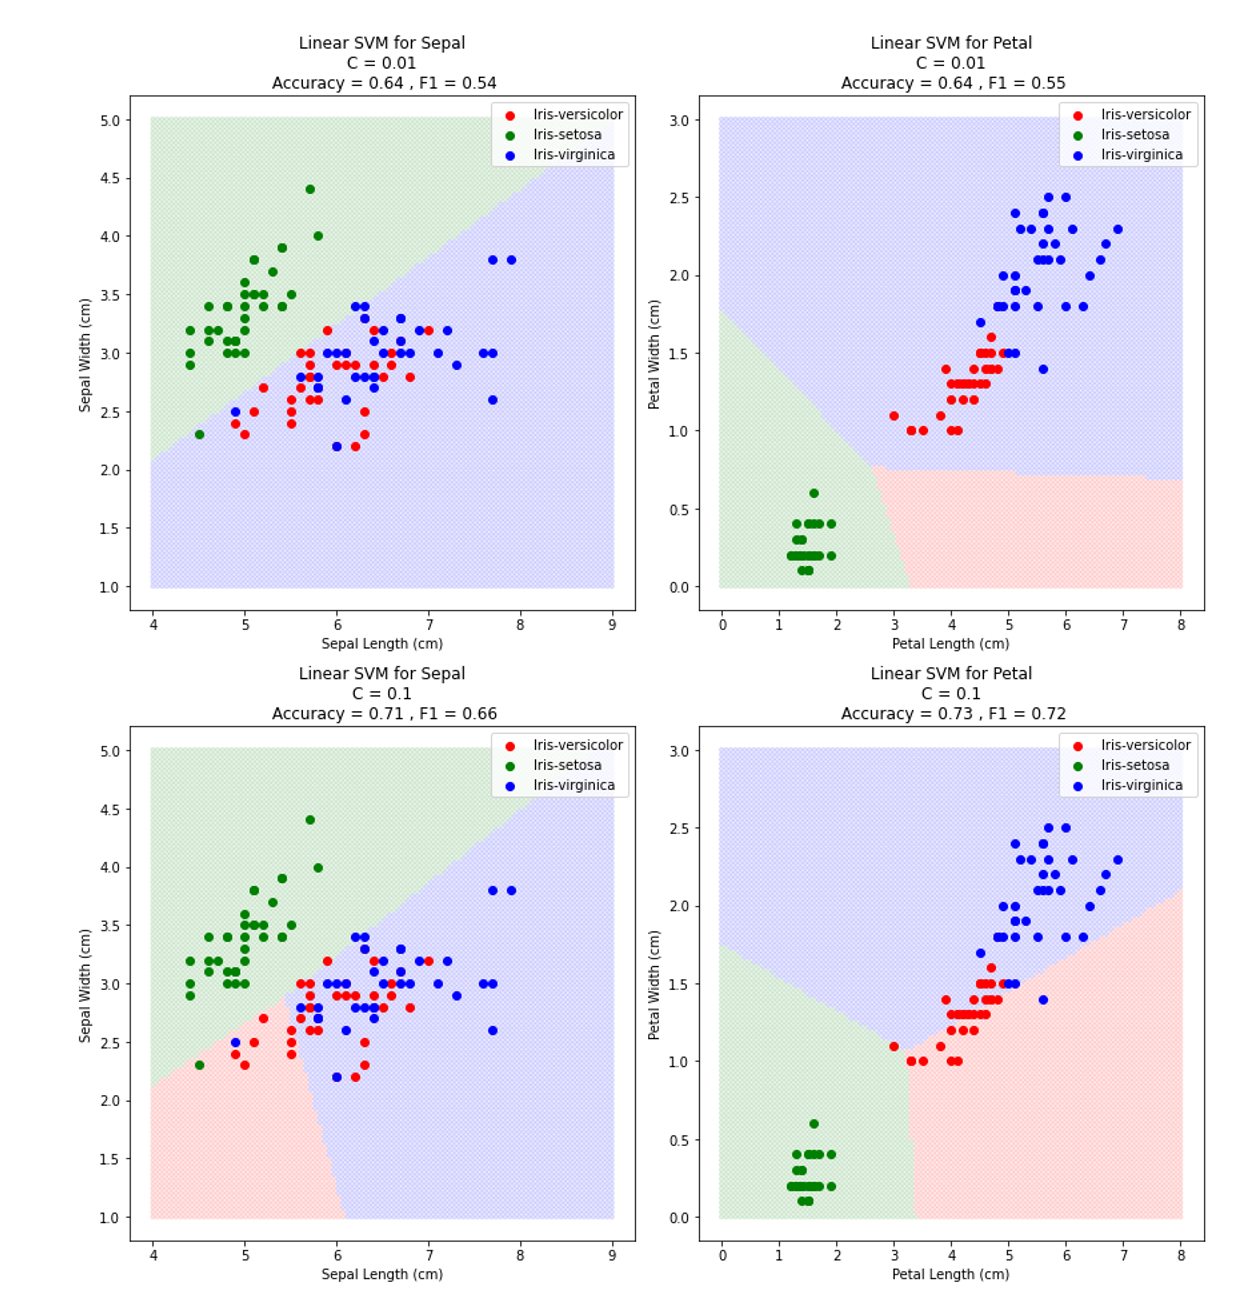 Linear SVM for Sepal
C = 0.01
Accuracy = 0.64 , F1 = 0.54
Iris-versicolor
Iris-setosa
Iris-virginica
5.0
4.5
4.0
3.5
3.0
2.5
2.0
1.5
1.0
Sepal Width (cm)
4 5 6 7 8 9
Sepal Length (cm)
Linear SVM for Petal
C = 0.01
Accuracy = 0.64 , F1 = 0.55
Iris-versicolor
Iris-setosa
Iris-virginica
3.0
2.5
2.0
1.5
1.0
0.5
0.0
Petal Width (cm)
0 1 2 3 4 5 6 7 8
Petal Length (cm)
Linear SVM for Sepal
C = 0.1
Accuracy = 0.71 , F1 = 0.66
Iris-versicolor
Iris-setosa
Iris-virginica
5.0
4.5
4.0
3.5
3.0
2.5
2.0
1.5
1.0
Sepal Width (cm)
4 5 6 7 8 9
Sepal Length (cm)
Linear SVM for Petal
C = 0.1
Accuracy = 0.73 , F1 = 0.72
Iris-versicolor
Iris-setosa
Iris-virginica
3.0
2.5
2.0
1.5
1.0
0.5
0.0
Petal Width (cm)
0 1 2 3 4 5 6 7 8
Petal Length (cm)